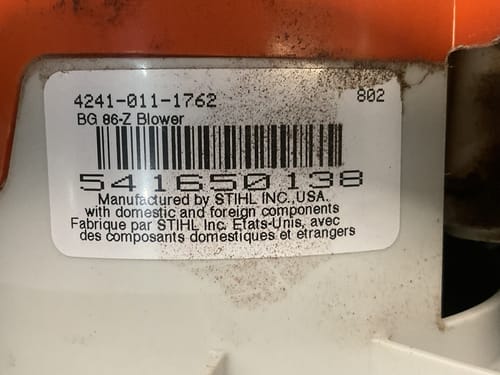 4241-011-1762 802
BG 86-Z Blower
541650138
Manufactured by STIHL INC.,USA.
with domestic and foreign components
Fabrique par STIHL Inc. Etats-Unis, avec
des composants domestiques et etrangers